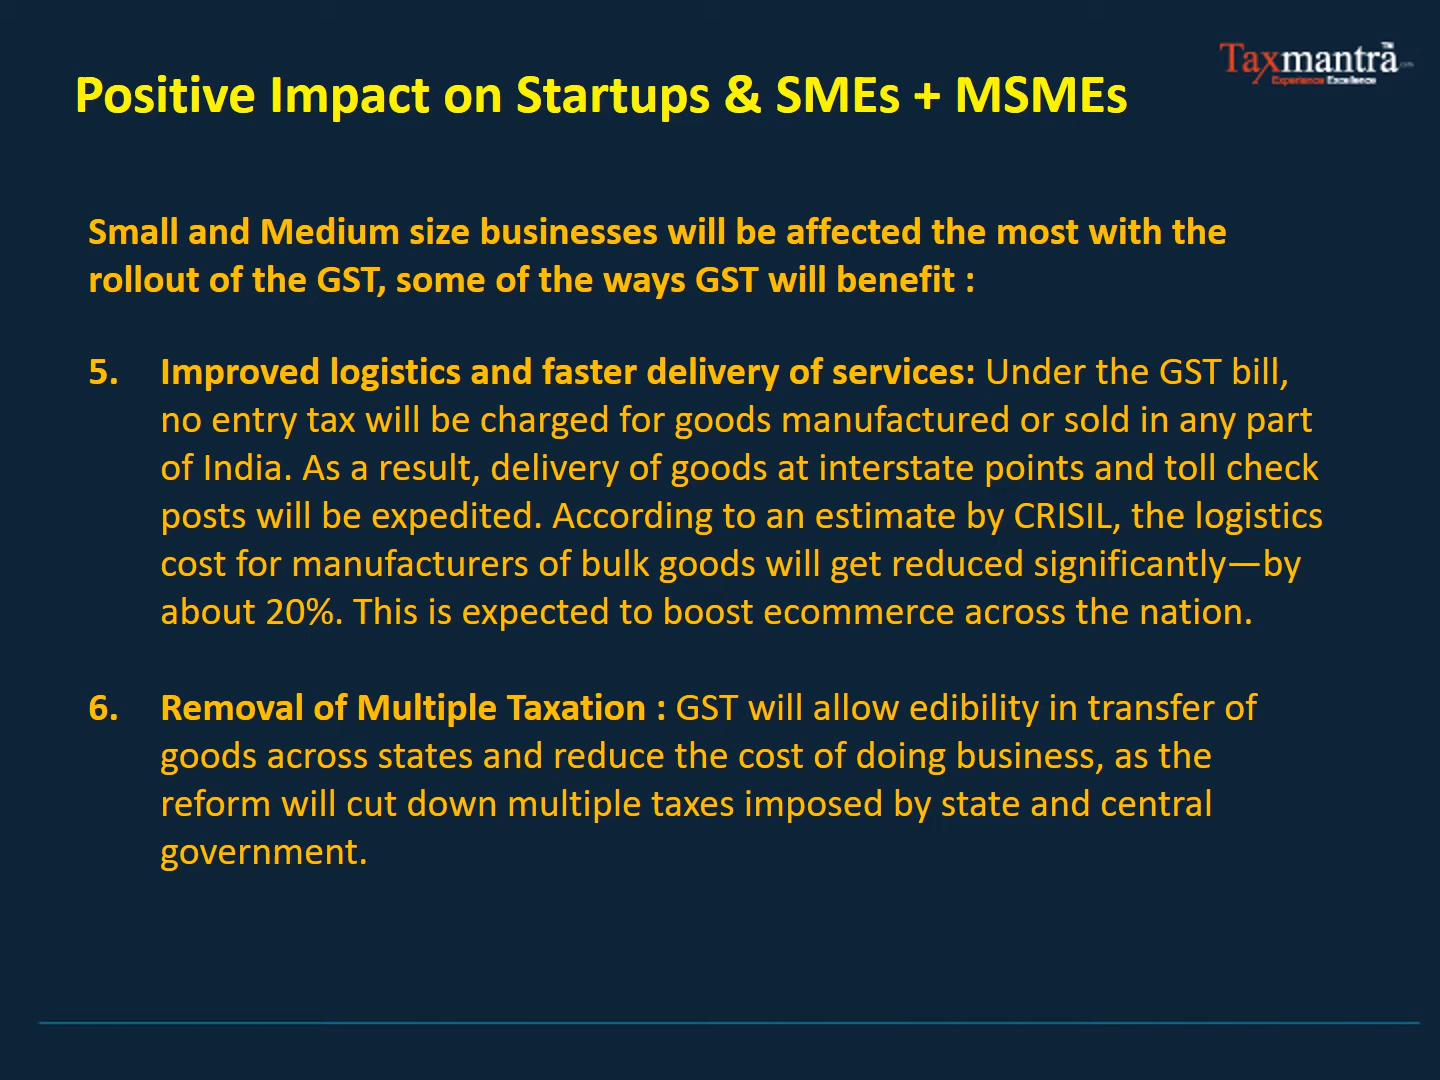 Taxmantra
Experience Excellence
Positive Impact on Startups & SMEs + MSMEs
Small and Medium size businesses will be affected the most with the
rollout of the GST, some of the ways GST will benefit :
5. Improved logistics and faster delivery of services: Under the GST bill,
no entry tax will be charged for goods manufactured or sold in any part
of India. As a result, delivery of goods at interstate points and toll check
posts will be expedited. According to an estimate by CRISIL, the logistics
cost for manufacturers of bulk goods will get reduced significantly—by
about 20%. This is expected to boost ecommerce across the nation.
6. Removal of Multiple Taxation : GST will allow edibility in transfer of
goods across states and reduce the cost of doing business, as the
reform will cut down multiple taxes imposed by state and central
government.